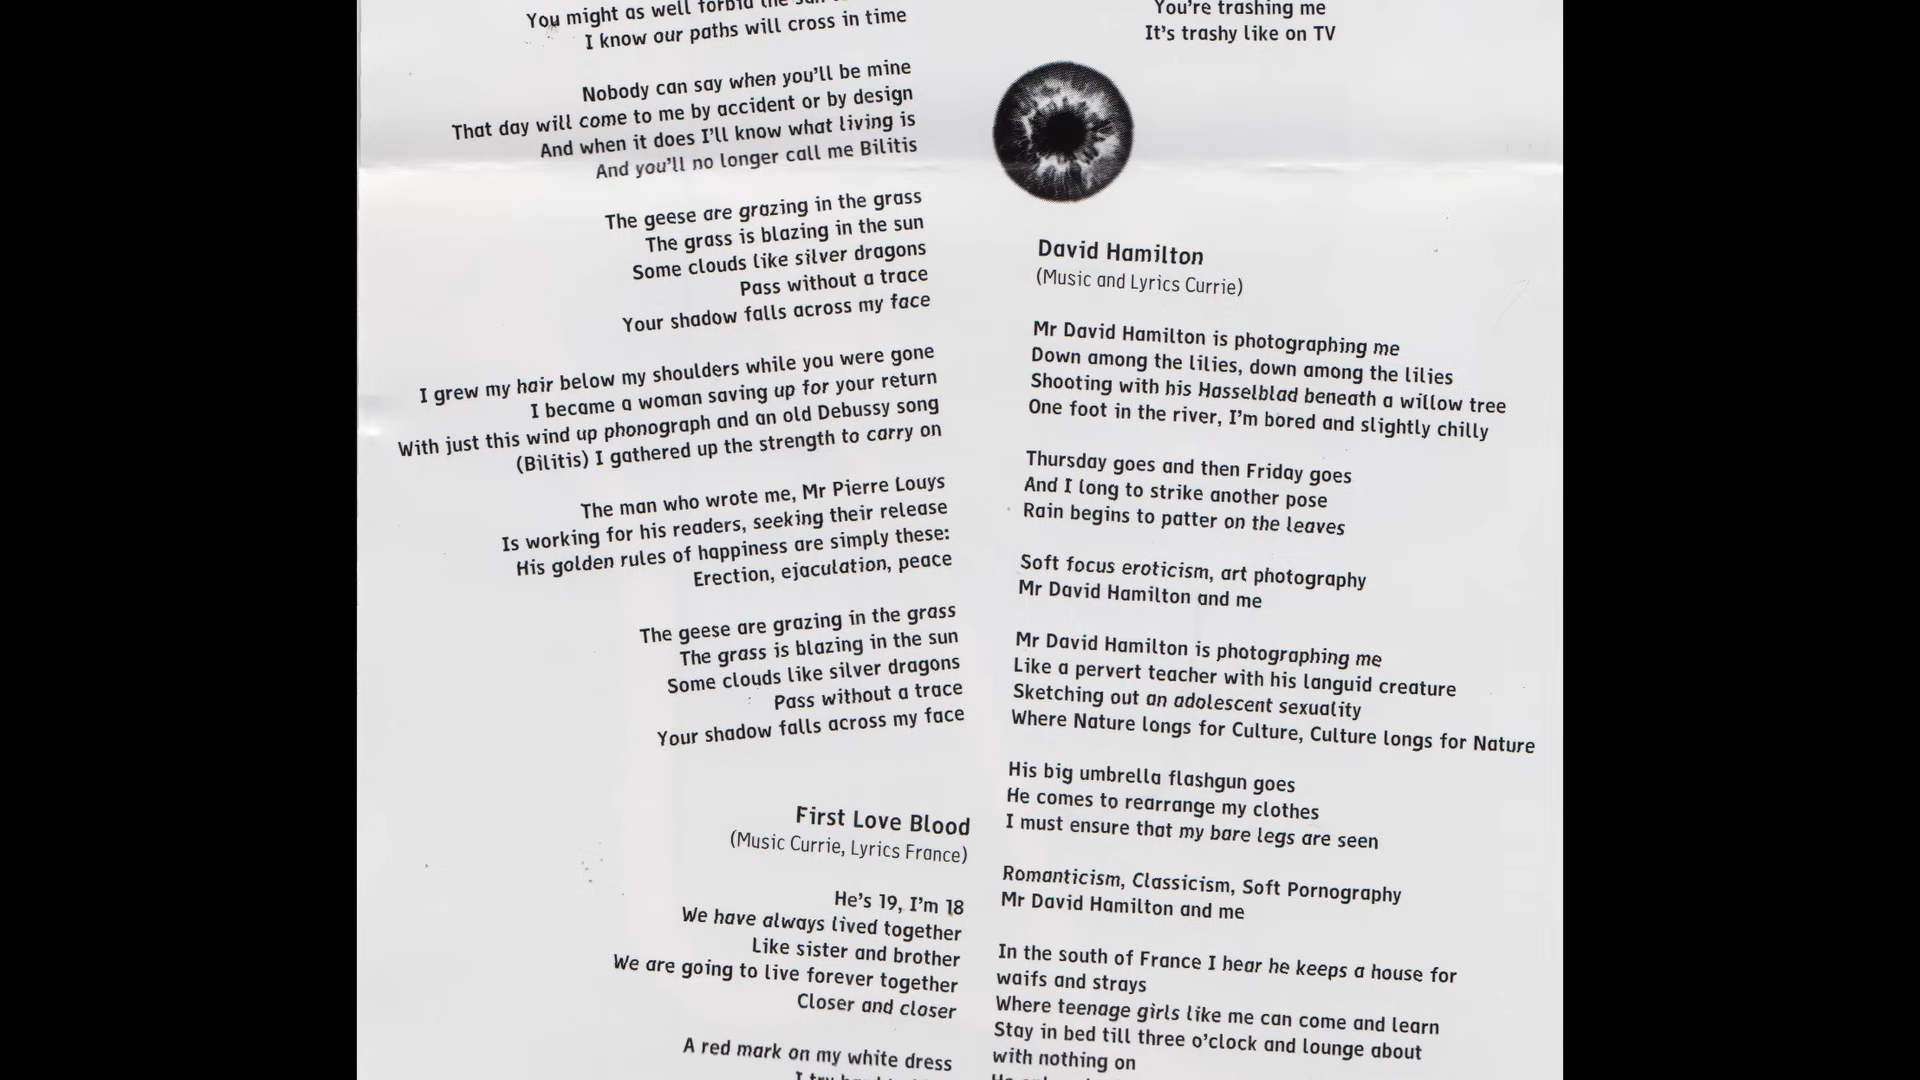 You might as well forbid the
I know our paths will cross in time
Nobody can say when you'll be mine
That day will come to me by accident or by design
And when it does I'll know what living is
And you'll no longer call me Bilitis
The geese are grazing in the grass
The grass is blazing in the sun
Some clouds like silver dragons
Pass without a trace
Your shadow falls across my face
I grew my hair below my shoulders while you were gone
I became a woman saving up for your return
With just this wind up phonograph and an old Debussy song
(Bilitis) I gathered up the strength to carry on
The man who wrote me, Mr Pierre Louys
Is working for his readers, seeking their release
His golden rules of happiness are simply these:
Erection, ejaculation, peace
The geese are grazing in the grass
The grass is blazing in the sun
Some clouds like silver dragons
Pass without a trace
Your shadow falls across my face
First Love Blood
(Music Currie, Lyrics France)
He's 19, I'm 18
We have always lived together
Like sister and brother
We are going to live forever together
Closer and closer
A red mark on my white dress
You're trashing me
It's trashy like on TV
David Hamilton
(Music and Lyrics Currie)
Mr David Hamilton is photographing me
Down among the lilies, down among the lilies
Shooting with his Hasselblad beneath a willow tree
One foot in the river, I'm bored and slightly chilly
Thursday goes and then Friday goes
And I long to strike another pose
Rain begins to patter on the leaves
Soft focus eroticism, art photography
Mr David Hamilton and me
Mr David Hamilton is photographing me
Like a pervert teacher with his languid creature
Sketching out an adolescent sexuality
Where Nature longs for Culture, Culture longs for Nature
His big umbrella flashgun goes
He comes to rearrange my clothes
I must ensure that my bare legs are seen
Romanticism, Classicism, Soft Pornography
Mr David Hamilton and me
In the south of France I hear he keeps a house for
waifs and strays
Where teenage girls like me can come and learn
Stay in bed till three o'clock and lounge about
with nothing on